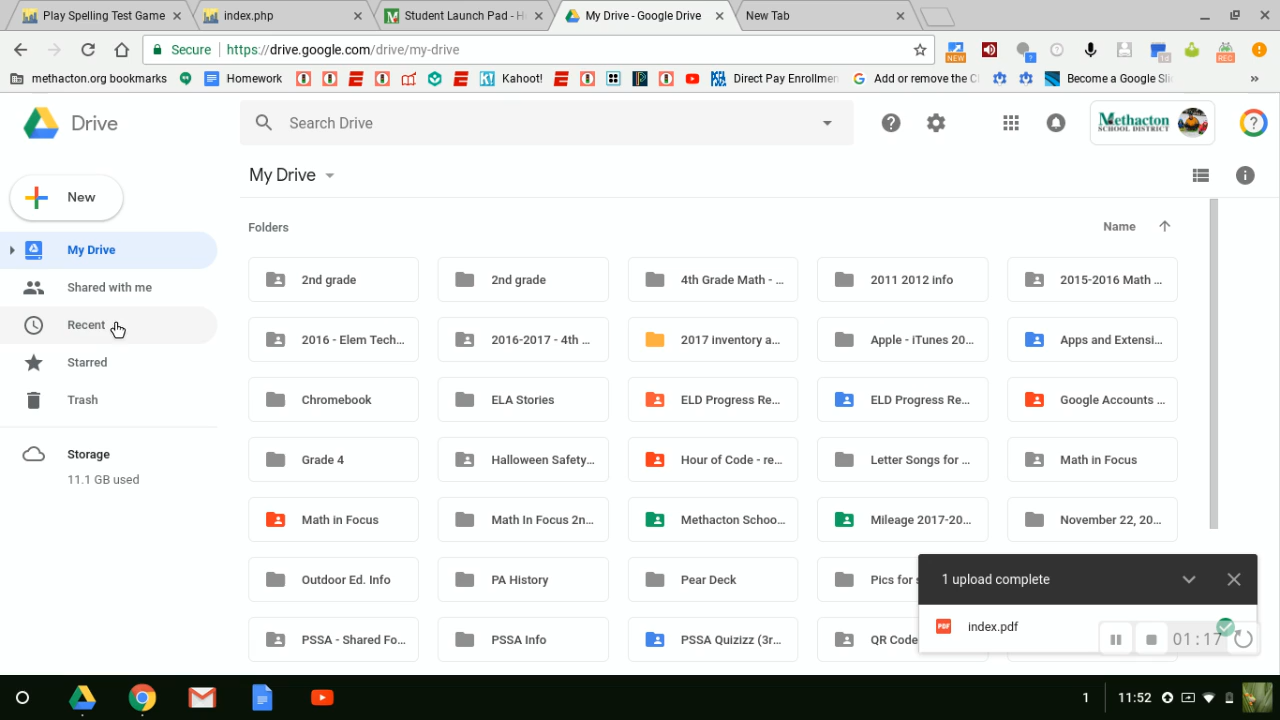 Play Spelling Test Game
index.php
Student Launch Pad - H
My Drive - Google Drive
New Tab
Secure
https://drive.google.com/drive/my-drive
NEW
REC
methacton.org bookmarks
Homework
Kahoot!
Direct Pay Enrollmen
Add or remove the C
Become a Google Sli
Drive
Search Drive
Methacton
SCHOOL DISTRICT
New
My Drive
Name
Folders
My Drive
Shared with me
Recent
Starred
Trash
Storage
11.1 GB used
2nd grade
2nd grade
4th Grade Math - ...
2011 2012 info
2015-2016 Math ...
2016 - Elem Tech...
2016-2017 - 4th ...
2017 inventory a...
Apple - iTunes 20...
Apps and Extensi...
Chromebook
ELA Stories
ELD Progress Re...
ELD Progress Re...
Google Accounts ...
Grade 4
Halloween Safety...
Hour of Code - re...
Letter Songs for ...
Math in Focus
Math in Focus
Math In Focus 2n...
Methacton Schoo...
Mileage 2017-20...
November 22, 20...
Outdoor Ed. Info
PA History
Pear Deck
Pics for s
PSSA - Shared Fo...
PSSA Info
PSSA Quizizz (3r...
QR Code
1 upload complete
PDF
index.pdf
01:17
1
11:52